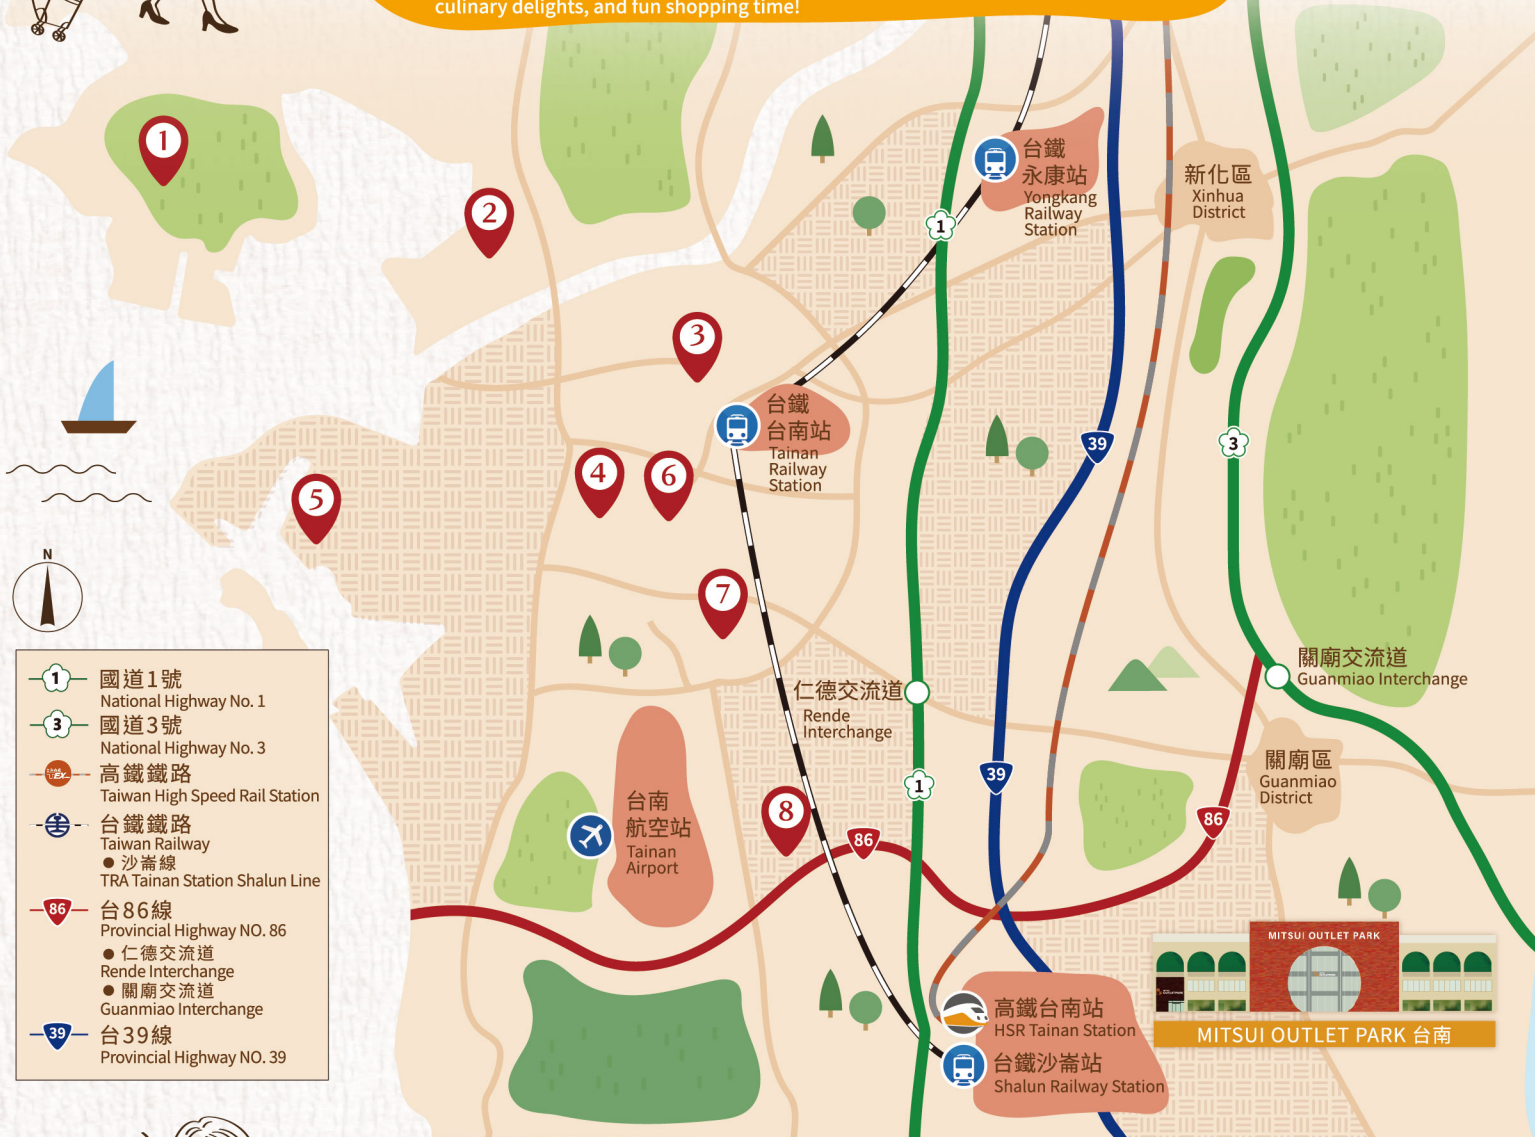 culinary delights, and fun shopping time!
1
2
3
4
5
6
7
8
台鐵
永康站
Yongkang
Railway
Station
新化區
Xinhua
District
1
39
3
台鐵
台南站
Tainan
Railway
Station
N
仁德交流道
Rende
Interchange
關廟交流道
Guanmiao Interchange
關廟區
Guanmiao
District
39
1
86
86
台南
航空站
Tainan
Airport
高鐵台南站
HSR Tainan Station
台鐵沙崙站
Shalun Railway Station
MITSUI OUTLET PARK
MITSUI OUTLET PARK 台南
1 國道1號
National Highway No. 1
3 國道3號
National Highway No. 3
高鐵鐵路
Taiwan High Speed Rail Station
台鐵鐵路
Taiwan Railway
● 沙崙線
TRA Tainan Station Shalun Line
86 台86線
Provincial Highway NO. 86
● 仁德交流道
Rende Interchange
● 關廟交流道
Guanmiao Interchange
39 台39線
Provincial Highway NO. 39